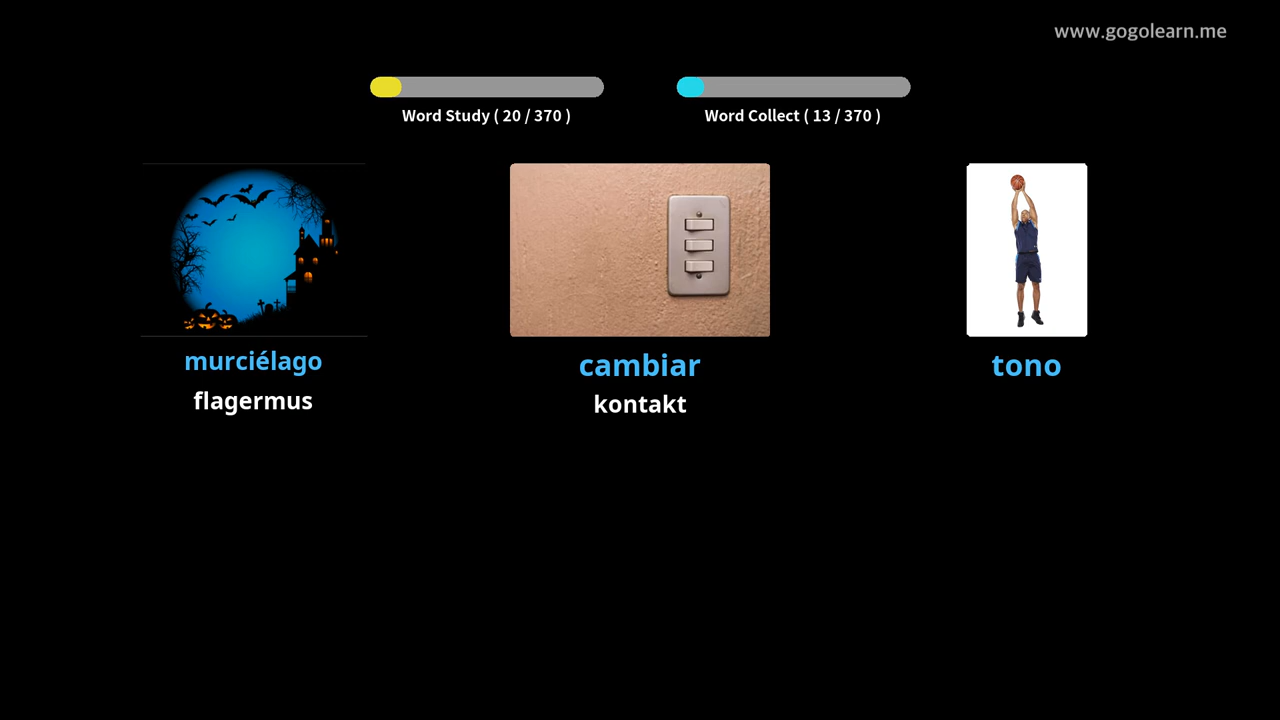 www.gogolearn.me
Word Study ( 20 / 370 )
Word Collect ( 13 / 370 )
murciélago
flagermus
cambiar
kontakt
tono